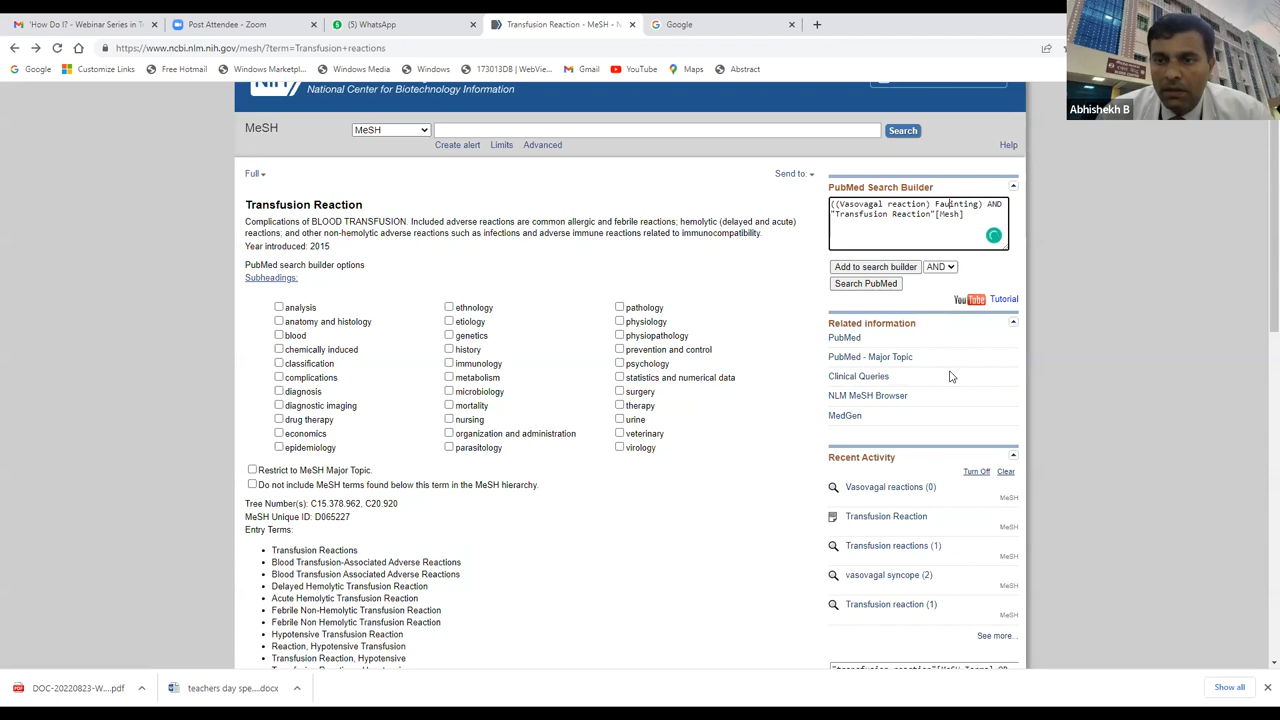 'How Do I? - Webinar Series in T
Post Attendee - Zoom
(5) WhatsApp
Transfusion Reaction - MeSH - N
Google
https://www.ncbi.nlm.nih.gov/mesh/?term=Transfusion+reactions
Google
Customize Links
Free Hotmail
Windows Marketpl...
Windows Media
Windows
173013DB | WebVie...
Gmail
YouTube
Maps
Abstract
Abhishekh B
NIH
National Center for Biotechnology Information
MeSH
MeSH
Search
Create alert Limits Advanced
Help
Full
Send to:
Transfusion Reaction
Complications of BLOOD TRANSFUSION. Included adverse reactions are common allergic and febrile reactions; hemolytic (delayed and acute)
reactions; and other non-hemolytic adverse reactions such as infections and adverse immune reactions related to immunocompatibility.
Year introduced: 2015
PubMed search builder options
Subheadings:
analysis
anatomy and histology
blood
chemically induced
classification
complications
diagnosis
diagnostic imaging
drug therapy
economics
epidemiology
ethnology
etiology
genetics
history
immunology
metabolism
microbiology
mortality
nursing
organization and administration
parasitology
pathology
physiology
physiopathology
prevention and control
psychology
statistics and numerical data
surgery
therapy
urine
veterinary
virology
Restrict to MeSH Major Topic.
Do not include MeSH terms found below this term in the MeSH hierarchy.
Tree Number(s): C15.378.962, C20.920
MeSH Unique ID: D065227
Entry Terms:
Transfusion Reactions
Blood Transfusion-Associated Adverse Reactions
Blood Transfusion Associated Adverse Reactions
Delayed Hemolytic Transfusion Reaction
Acute Hemolytic Transfusion Reaction
Febrile Non-Hemolytic Transfusion Reaction
Febrile Non Hemolytic Transfusion Reaction
Hypotensive Transfusion Reaction
Reaction, Hypotensive Transfusion
Transfusion Reaction, Hypotensive
PubMed Search Builder
((Vasovagal reaction) Fauinting) AND
"Transfusion Reaction"[Mesh]
Add to search builder
AND
Search PubMed
YouTube Tutorial
Related information
PubMed
PubMed - Major Topic
Clinical Queries
NLM MeSH Browser
MedGen
Recent Activity
Turn Off Clear
Vasovagal reactions (0)
MeSH
Transfusion Reaction
MeSH
Transfusion reactions (1)
MeSH
vasovagal syncope (2)
MeSH
Transfusion reaction (1)
MeSH
See more...
"transfusion reaction"[MeSH Terms] OR
DOC-20220823-W....pdf
teachers day spe....docx
Show all